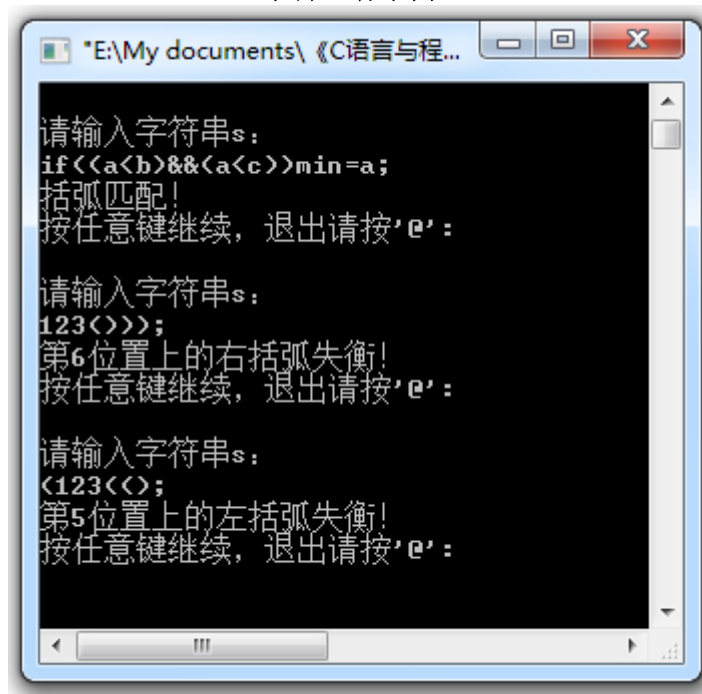 "E:\My documents\《C语言与程...
请输入字符串s：
if((a<b)&&(a<c))min=a;
括弧匹配！
按任意键继续，退出请按'@'：
请输入字符串s：
123()));
第6位置上的右括弧失衡！
按任意键继续，退出请按'@'：
请输入字符串s：
(123(();
第5位置上的左括弧失衡！
按任意键继续，退出请按'@'：